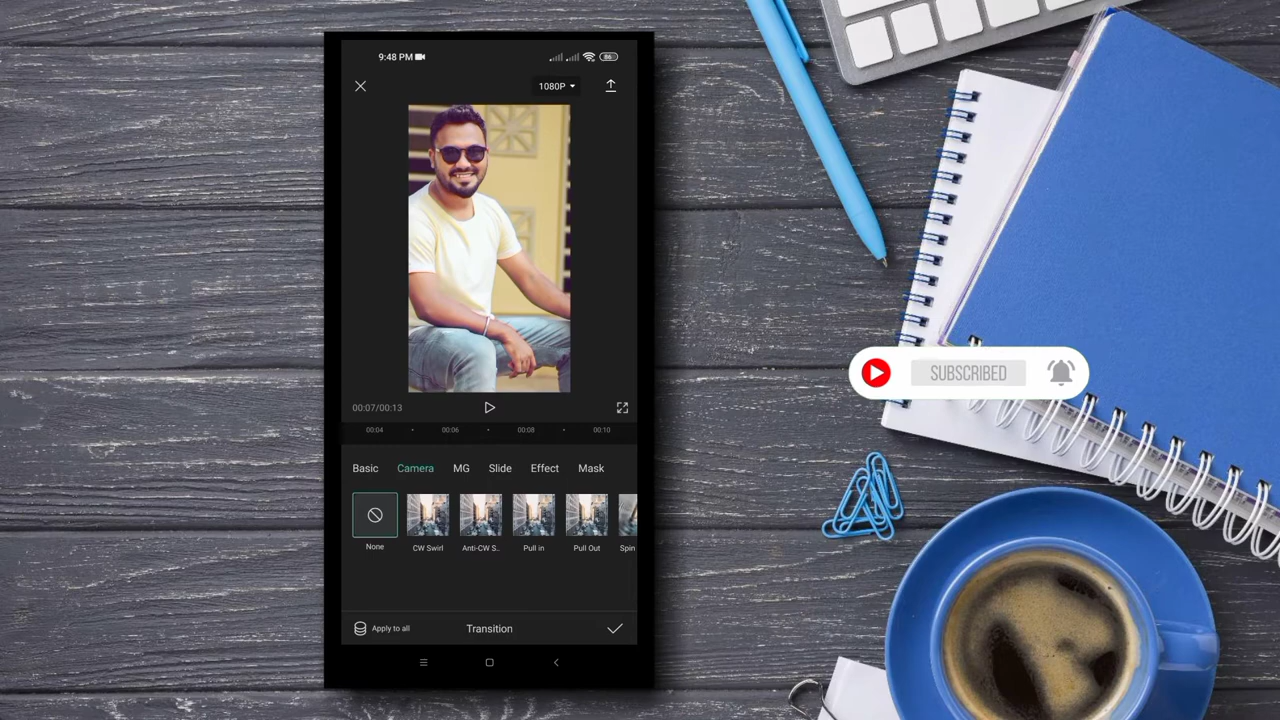 9:48 PM
86
1080P
00:07/00:13
00:04 00:06 00:08 00:10
Basic Camera MG Slide Effect Mask
None CW Swirl Anti-CW S.. Pull in Pull Out Spin
Apply to all Transition
SUBSCRIBED